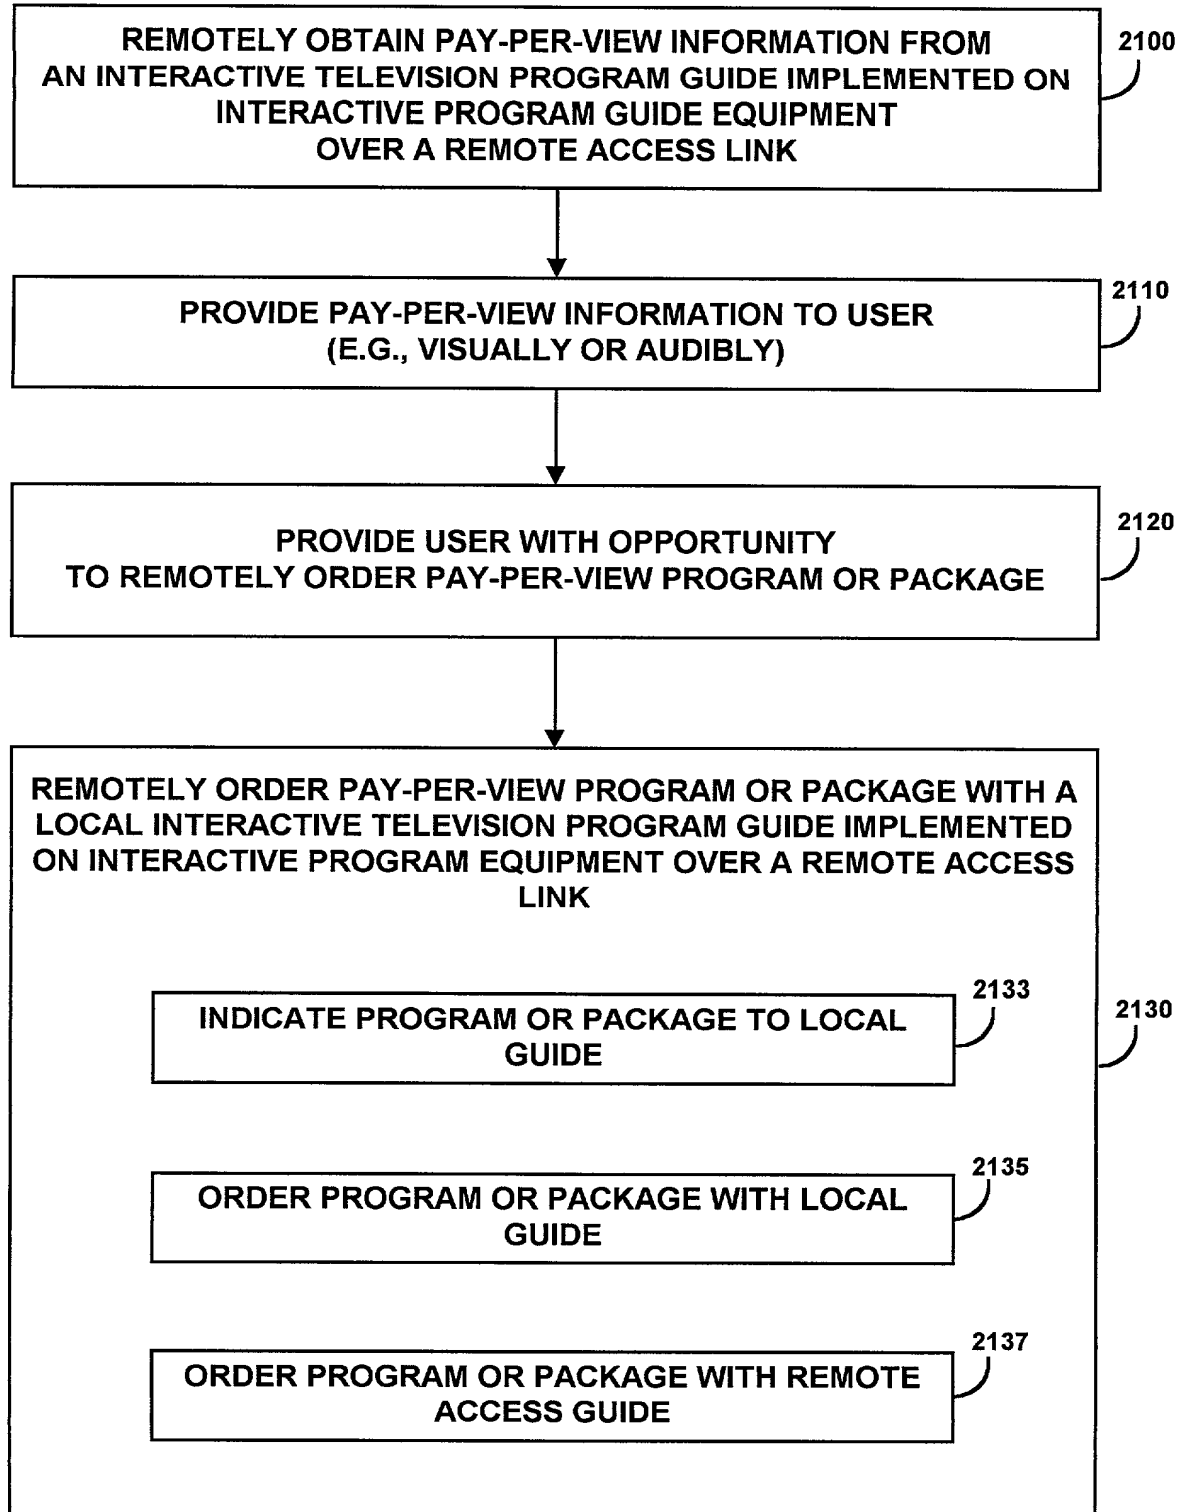 REMOTELY OBTAIN PAY-PER-VIEW INFORMATION FROM
AN INTERACTIVE TELEVISION PROGRAM GUIDE IMPLEMENTED ON
INTERACTIVE PROGRAM GUIDE EQUIPMENT
OVER A REMOTE ACCESS LINK
2100
PROVIDE PAY-PER-VIEW INFORMATION TO USER
(E.G., VISUALLY OR AUDIBLY)
2110
PROVIDE USER WITH OPPORTUNITY
TO REMOTELY ORDER PAY-PER-VIEW PROGRAM OR PACKAGE
2120
REMOTELY ORDER PAY-PER-VIEW PROGRAM OR PACKAGE WITH A
LOCAL INTERACTIVE TELEVISION PROGRAM GUIDE IMPLEMENTED
ON INTERACTIVE PROGRAM EQUIPMENT OVER A REMOTE ACCESS
LINK
2130
INDICATE PROGRAM OR PACKAGE TO LOCAL
GUIDE
2133
ORDER PROGRAM OR PACKAGE WITH LOCAL
GUIDE
2135
ORDER PROGRAM OR PACKAGE WITH REMOTE
ACCESS GUIDE
2137